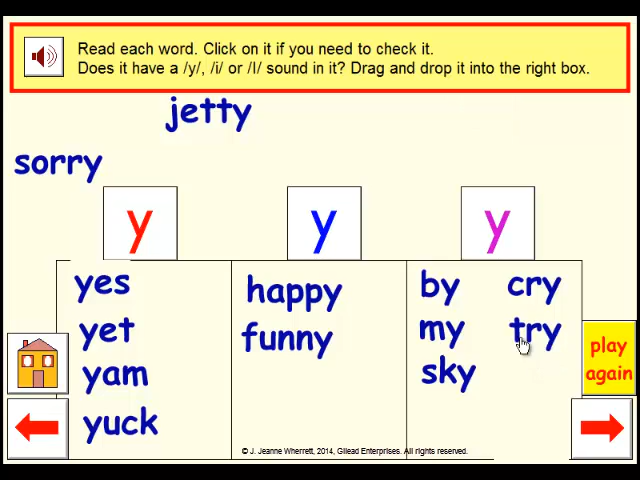 Read each word. Click on it if you need to check it.
Does it have a /y/, /i/ or /I/ sound in it? Drag and drop it into the right box.
jetty
sorry
y y y
yes happy by cry
yet funny my try
yam sky
yuck
play
again
© J. Jeanne Wherrett, 2014, Gilead Enterprises. All rights reserved.